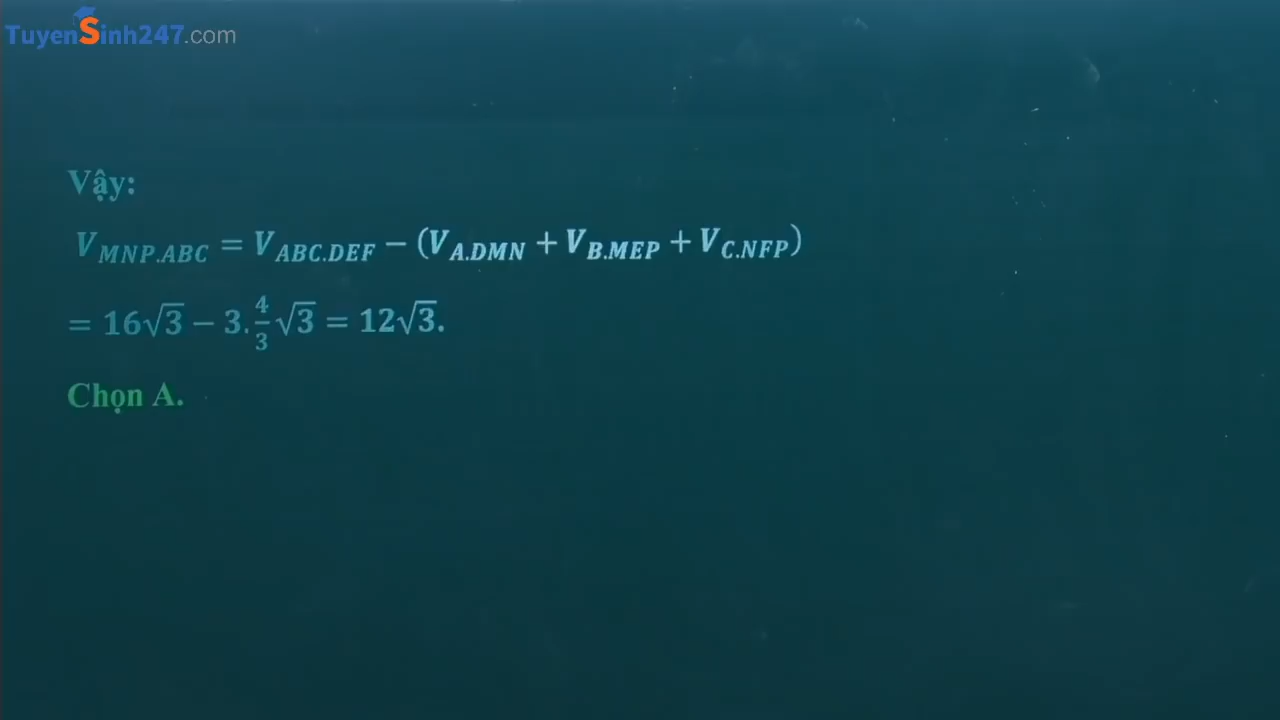 TuyenSinh247.com
Vậy:
V_{MNP.ABC} = V_{ABC.DEF} − (V_{A.DMN} + V_{B.MEP} + V_{C.NFP})
= 16√3 − 3.\frac{4}{3}√3 = 12√3.
Chọn A.